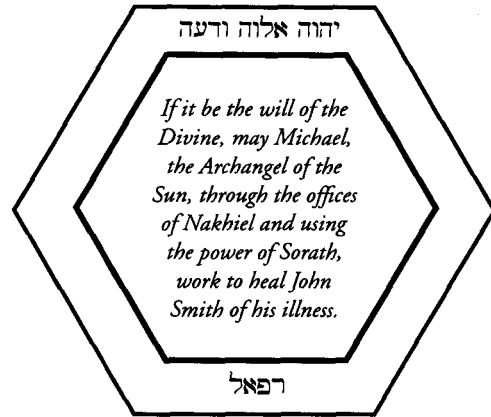 יהוה אלוה ודעה
If it be the will of the
Divine, may Michael,
the Archangel of the
Sun, through the offices
of Nakhiel and using
the power of Sorath,
work to heal John
Smith of his illness.
רפאל